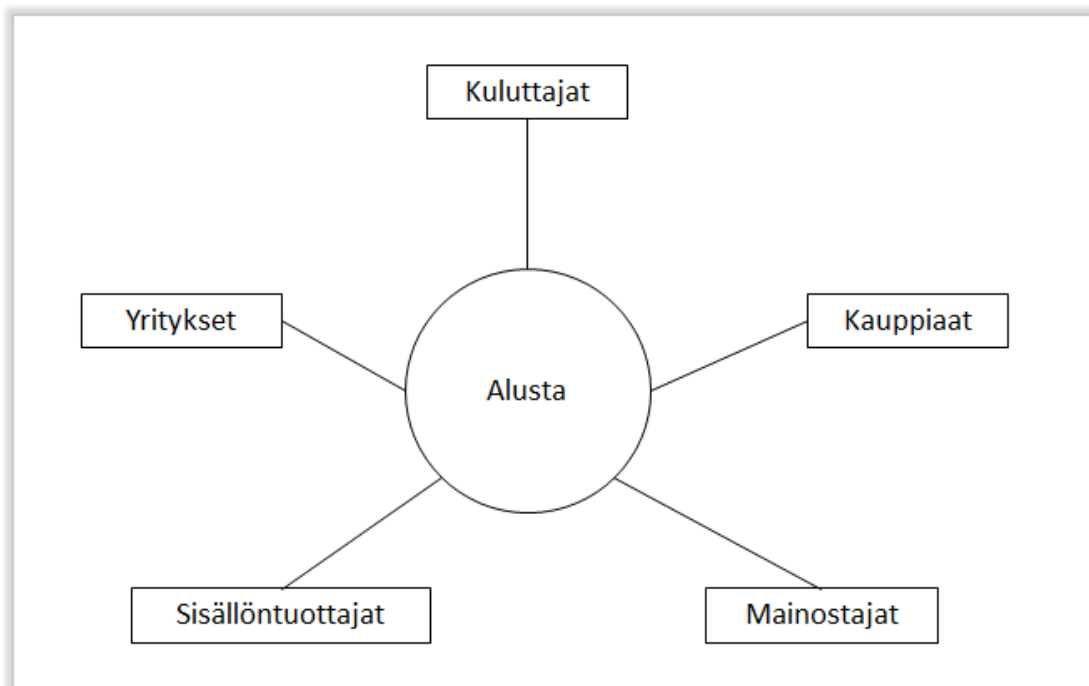 Kuluttajat
Yritykset
Kauppiaat
Alusta
Sisällöntuottajat
Mainostajat